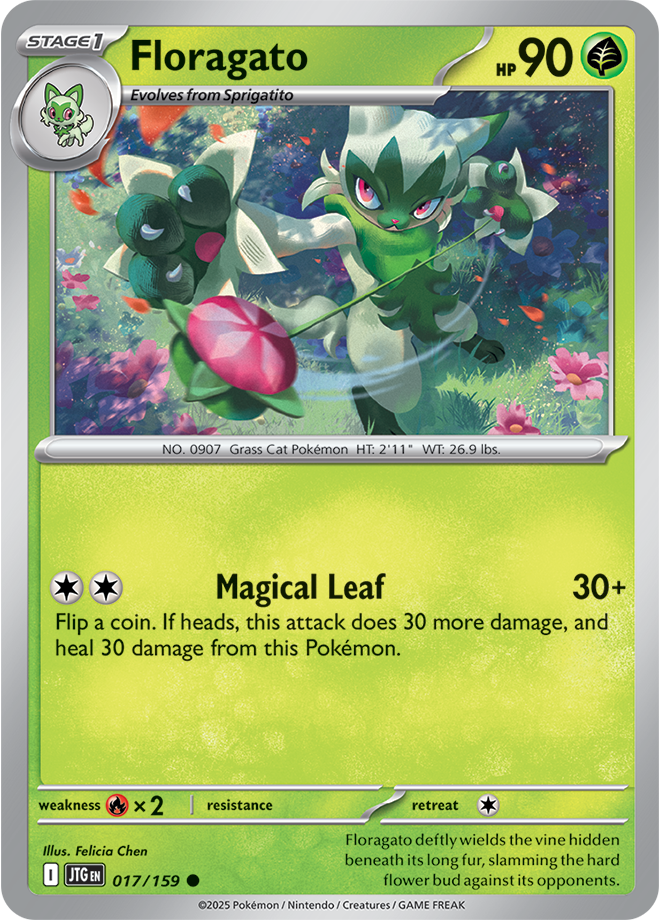 STAGE1
Floragato
HP 90
Evolves from Sprigatito
NO. 0907 Grass Cat Pokémon HT: 2'11" WT: 26.9 lbs.
Magical Leaf 30+
Flip a coin. If heads, this attack does 30 more damage, and
heal 30 damage from this Pokémon.
weakness ×2 resistance retreat
Illus. Felicia Chen
Floragato deftly wields the vine hidden
beneath its long fur, slamming the hard
flower bud against its opponents.
I JTG EN 017/159
©2025 Pokémon / Nintendo / Creatures / GAME FREAK